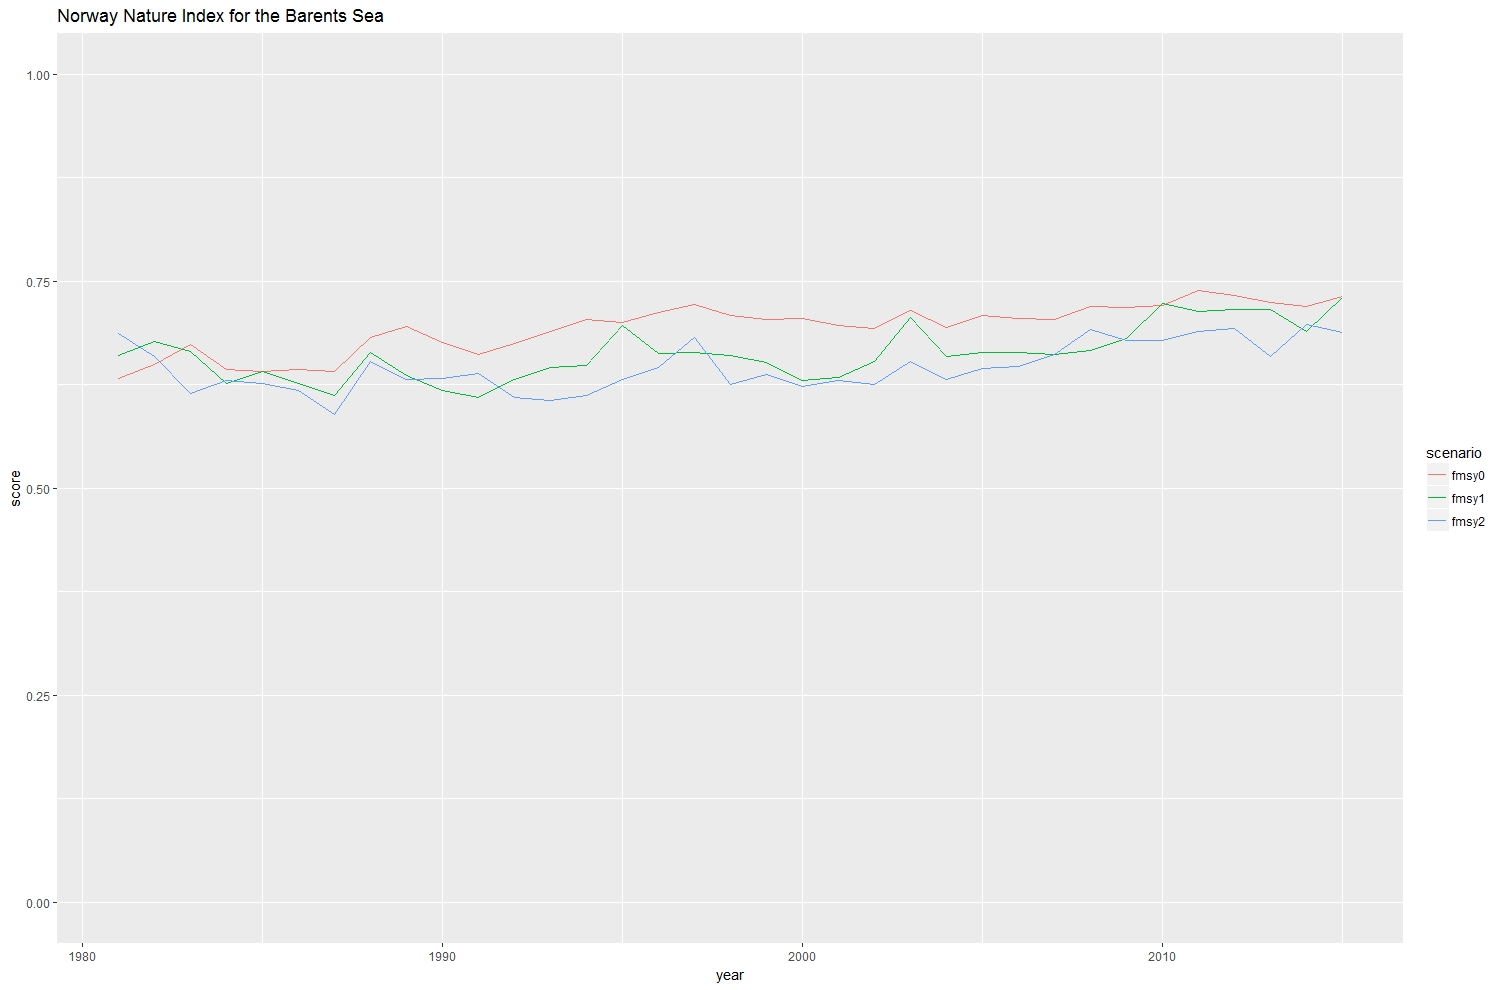 Norway Nature Index for the Barents Sea
1.00
0.75
0.50
0.25
0.00
score
1980
1990
2000
2010
year
scenario
fmsy0
fmsy1
fmsy2